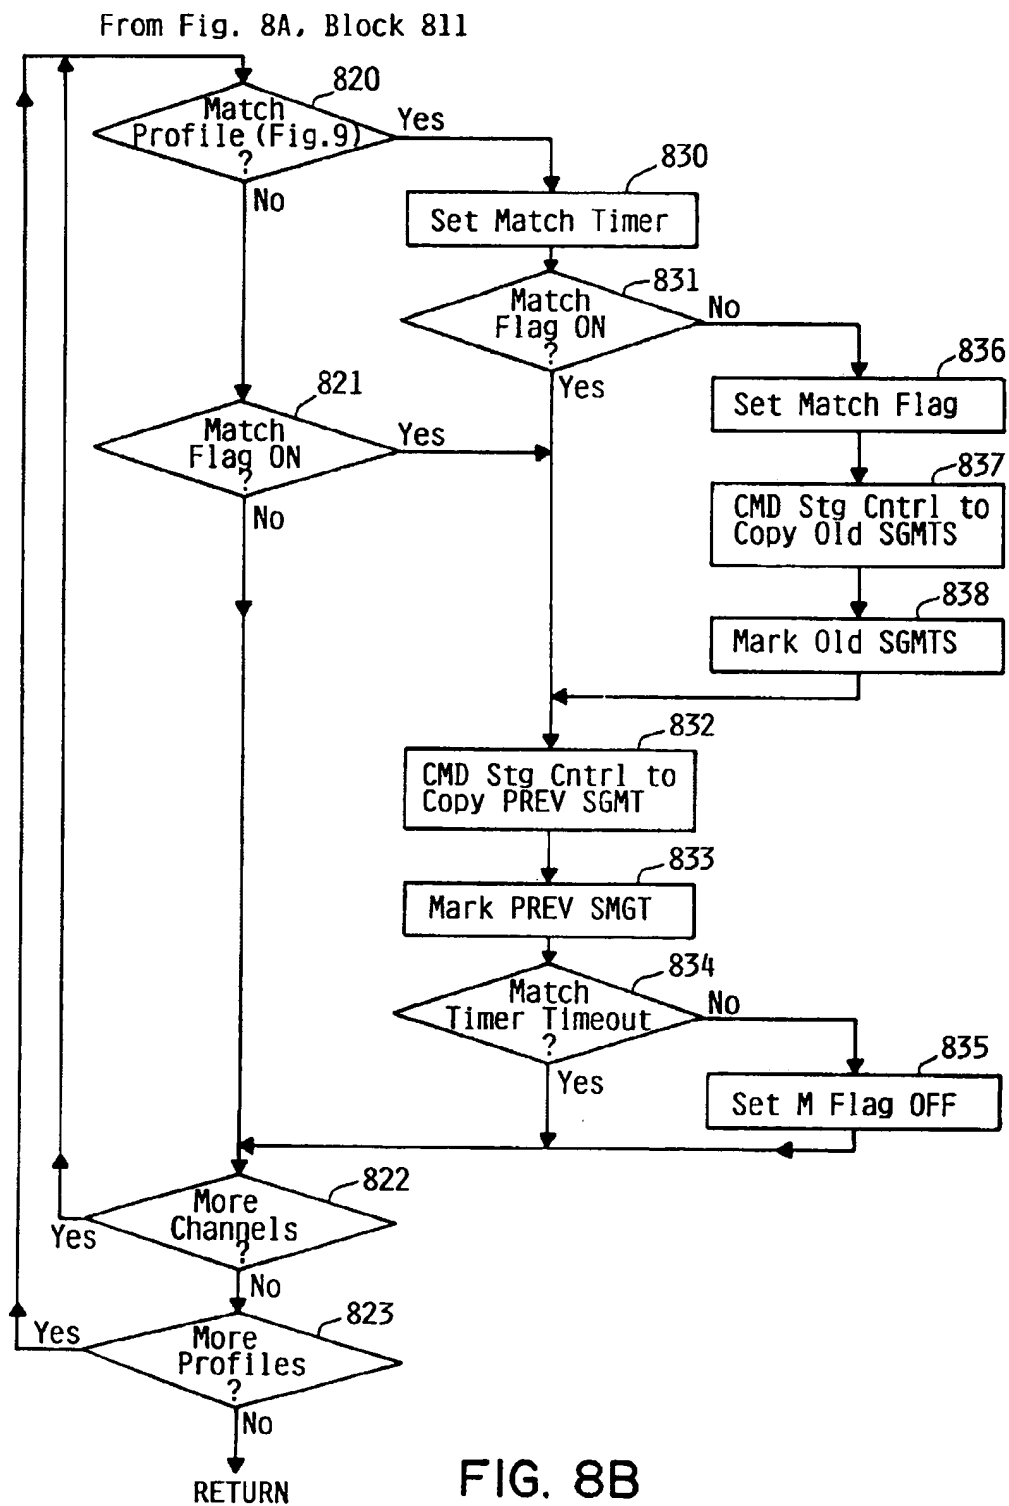 From Fig. 8A, Block 811
820
Match
Profile (Fig.9)
?
Yes
No
830
Set Match Timer
831
Match
Flag ON
?
No
Yes
836
Set Match Flag
821
Match
Flag ON
?
Yes
No
837
CMD Stg Cntrl to
Copy Old SGMTS
838
Mark Old SGMTS
832
CMD Stg Cntrl to
Copy PREV SGMT
833
Mark PREV SMGT
834
Match
Timer Timeout
?
No
Yes
835
Set M Flag OFF
822
More
Channels
?
Yes
No
823
More
Profiles
?
Yes
No
RETURN
FIG. 8B